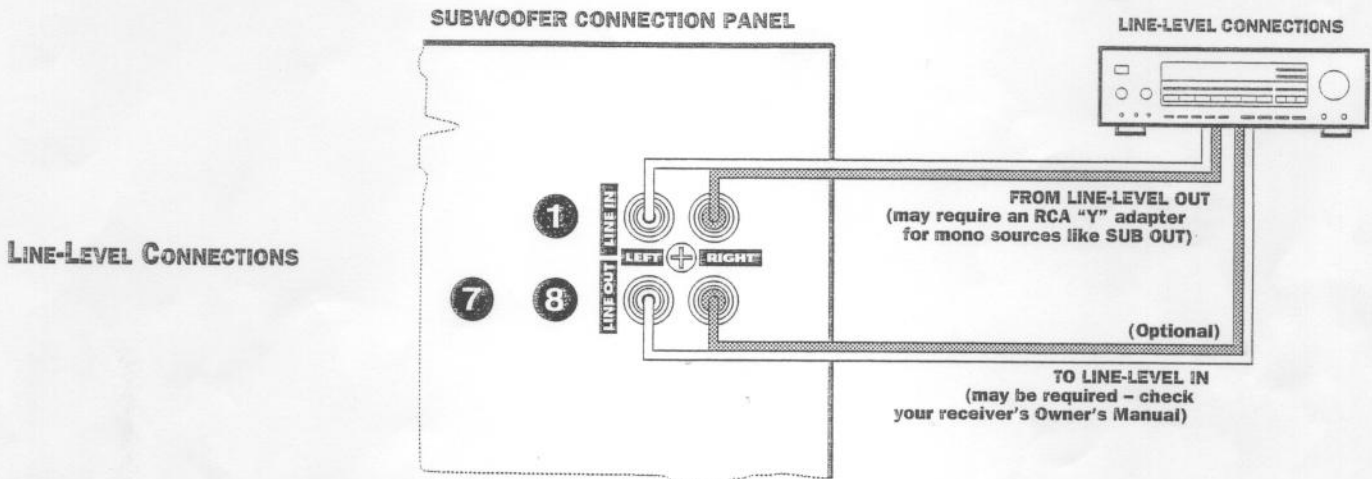 SUBWOOFER CONNECTION PANEL
LINE-LEVEL CONNECTIONS
FROM LINE-LEVEL OUT
(may require an RCA “Y” adapter
for mono sources like SUB OUT)
1
LINE IN
LINE-LEVEL CONNECTIONS
LEFT
RIGHT
7
8
LINE OUT
(Optional)
TO LINE-LEVEL IN
(may be required – check
your receiver's Owner's Manual)